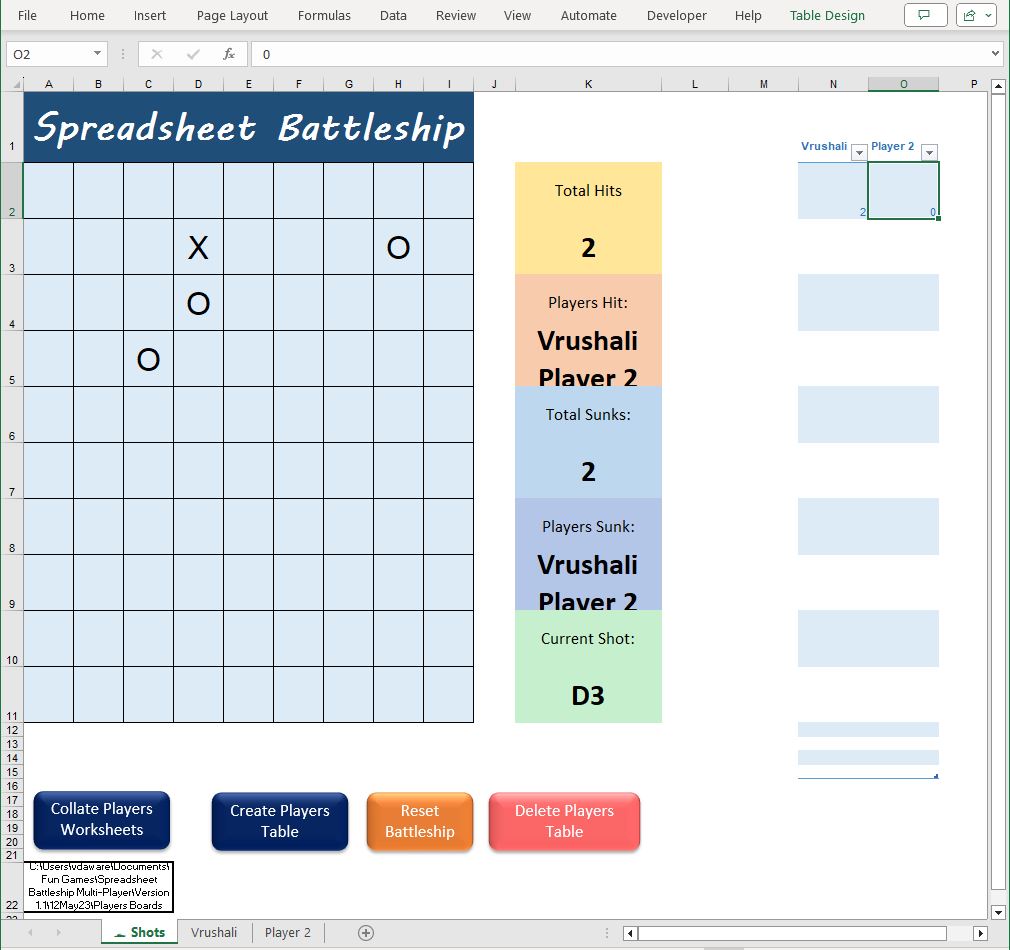 File Home Insert Page Layout Formulas Data Review View Automate Developer Help Table Design
O2 fx 0
A B C D E F G H I J K L M N O P
1 Spreadsheet Battleship Vrushali Player 2
2 Total Hits 2 0
3 X O 2
4 O Players Hit:
Vrushali
5 O Player 2
6 Total Sunks:
7 2
8 Players Sunk:
Vrushali
9 Player 2
10 Current Shot:
11 D3
12
13
14
15
16
17 Collate Players Create Players Reset Delete Players
18 Worksheets Table Battleship Table
19
20
21
C:\Users\vdaware\Documents\
Fun Games\Spreadsheet
Battleship Multi-Player\Version
22 1.1\12May23\Players Boards
Shots Vrushali Player 2